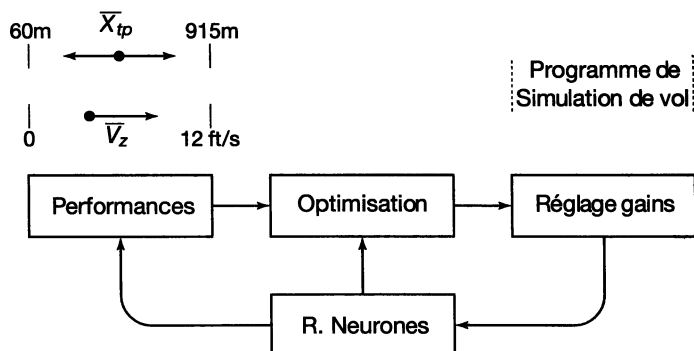 60m X̅tp 915m
Programme de
Simulation de vol
0 V̅z 12 ft/s
Performances
Optimisation
Réglage gains
R. Neurones